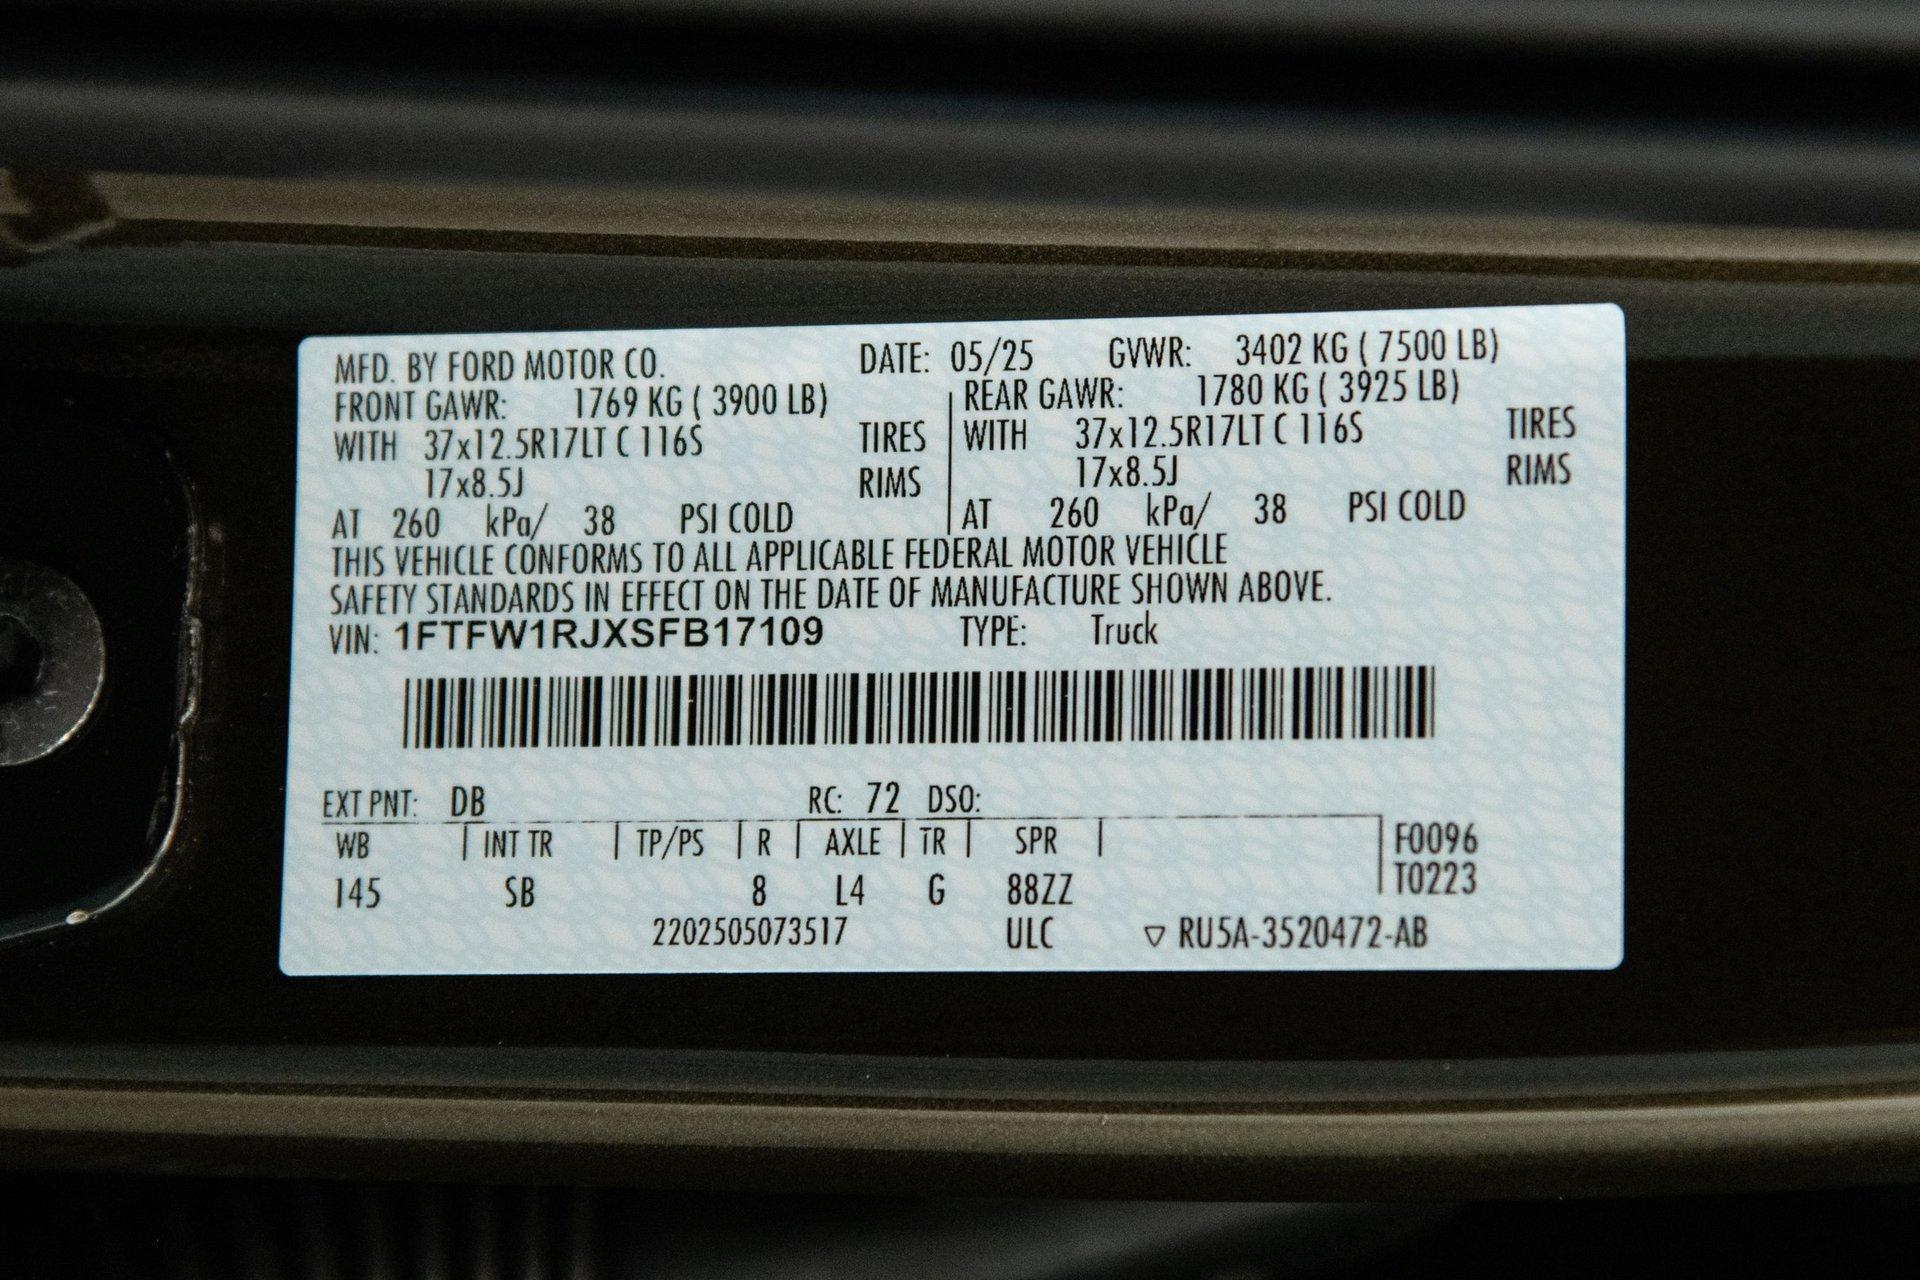 MFD. BY FORD MOTOR CO. DATE: 05/25 GVWR: 3402 KG ( 7500 LB)
FRONT GAWR: 1769 KG ( 3900 LB) REAR GAWR: 1780 KG ( 3925 LB)
WITH 37x12.5R17LT C 116S TIRES WITH 37x12.5R17LT C 116S TIRES
17x8.5J RIMS 17x8.5J RIMS
AT 260 kPa/ 38 PSI COLD AT 260 kPa/ 38 PSI COLD
THIS VEHICLE CONFORMS TO ALL APPLICABLE FEDERAL MOTOR VEHICLE
SAFETY STANDARDS IN EFFECT ON THE DATE OF MANUFACTURE SHOWN ABOVE.
VIN: 1FTFW1RJXSFB17109 TYPE: Truck
EXT PNT: DB RC: 72 DSO:
WB INT TR TP/PS R AXLE TR SPR F0096
T0223
145 SB 8 L4 G 88ZZ
2202505073517 ULC ▽ RU5A-3520472-AB